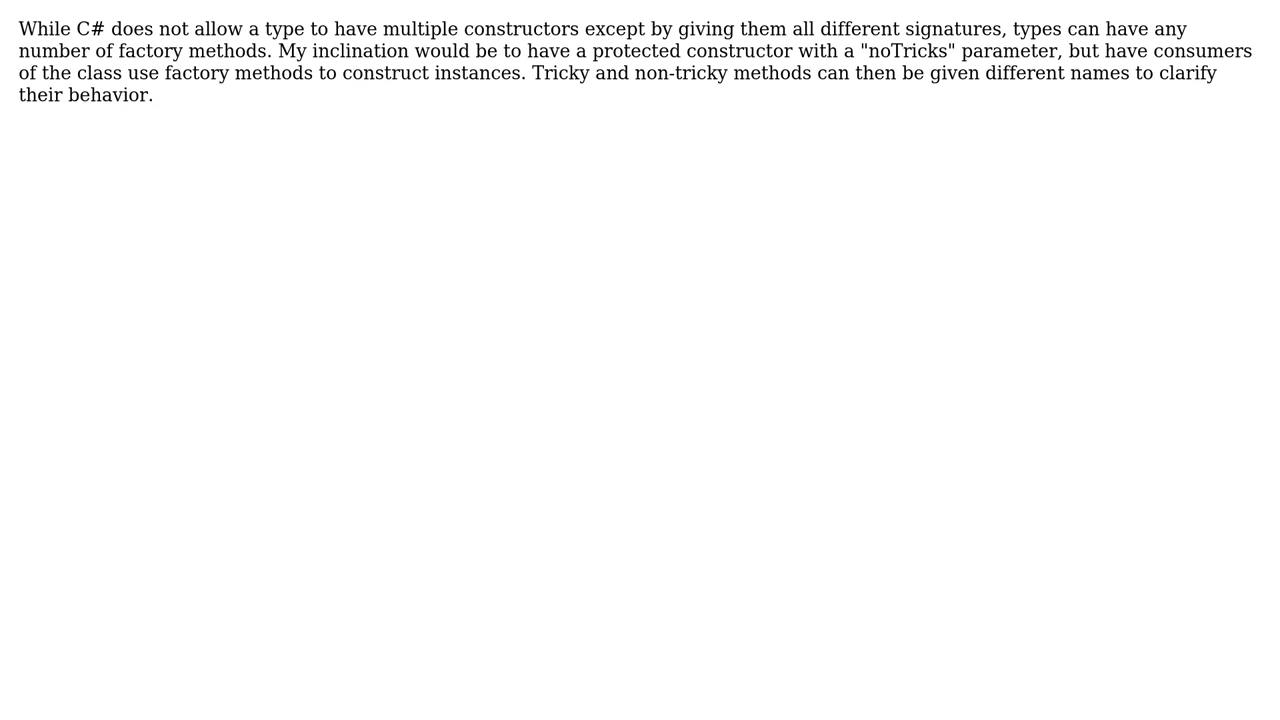 While C# does not allow a type to have multiple constructors except by giving them all different signatures, types can have any
number of factory methods. My inclination would be to have a protected constructor with a "noTricks" parameter, but have consumers
of the class use factory methods to construct instances. Tricky and non-tricky methods can then be given different names to clarify
their behavior.